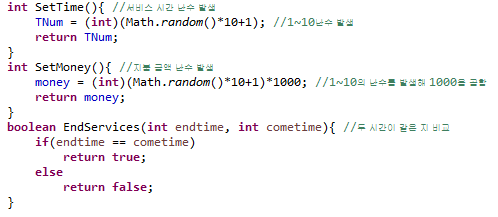 int SetTime(){ //서비스 시간 난수 발생
TNum = (int)(Math.random()*10+1); //1~10난수 발생
return TNum;
}
int SetMoney(){ //지불 금액 난수 발생
money = (int)(Math.random()*10+1)*1000; //1~10의 난수를 발생해 1000을 곱함
return money;
}
boolean EndServices(int endtime, int cometime){ //두 시간이 같은 지 비교
if(endtime == cometime)
return true;
else
return false;
}